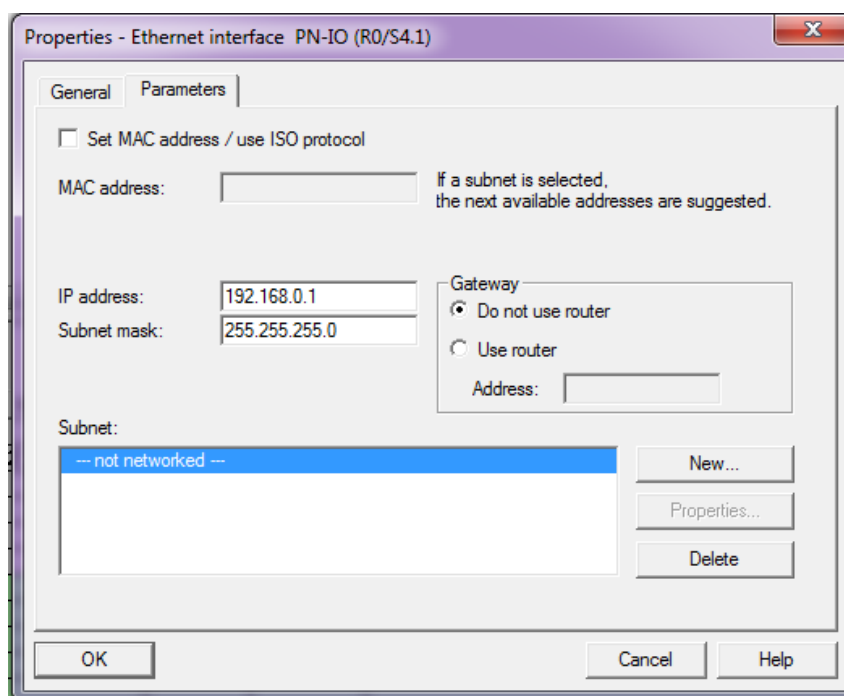 Properties - Ethernet interface PN-IO (R0/S4.1)
General
Parameters
Set MAC address / use ISO protocol
MAC address:
If a subnet is selected,
the next available addresses are suggested.
IP address:
192.168.0.1
Subnet mask:
255.255.255.0
Gateway
Do not use router
Use router
Address:
Subnet:
--- not networked ---
New...
Properties...
Delete
OK
Cancel
Help